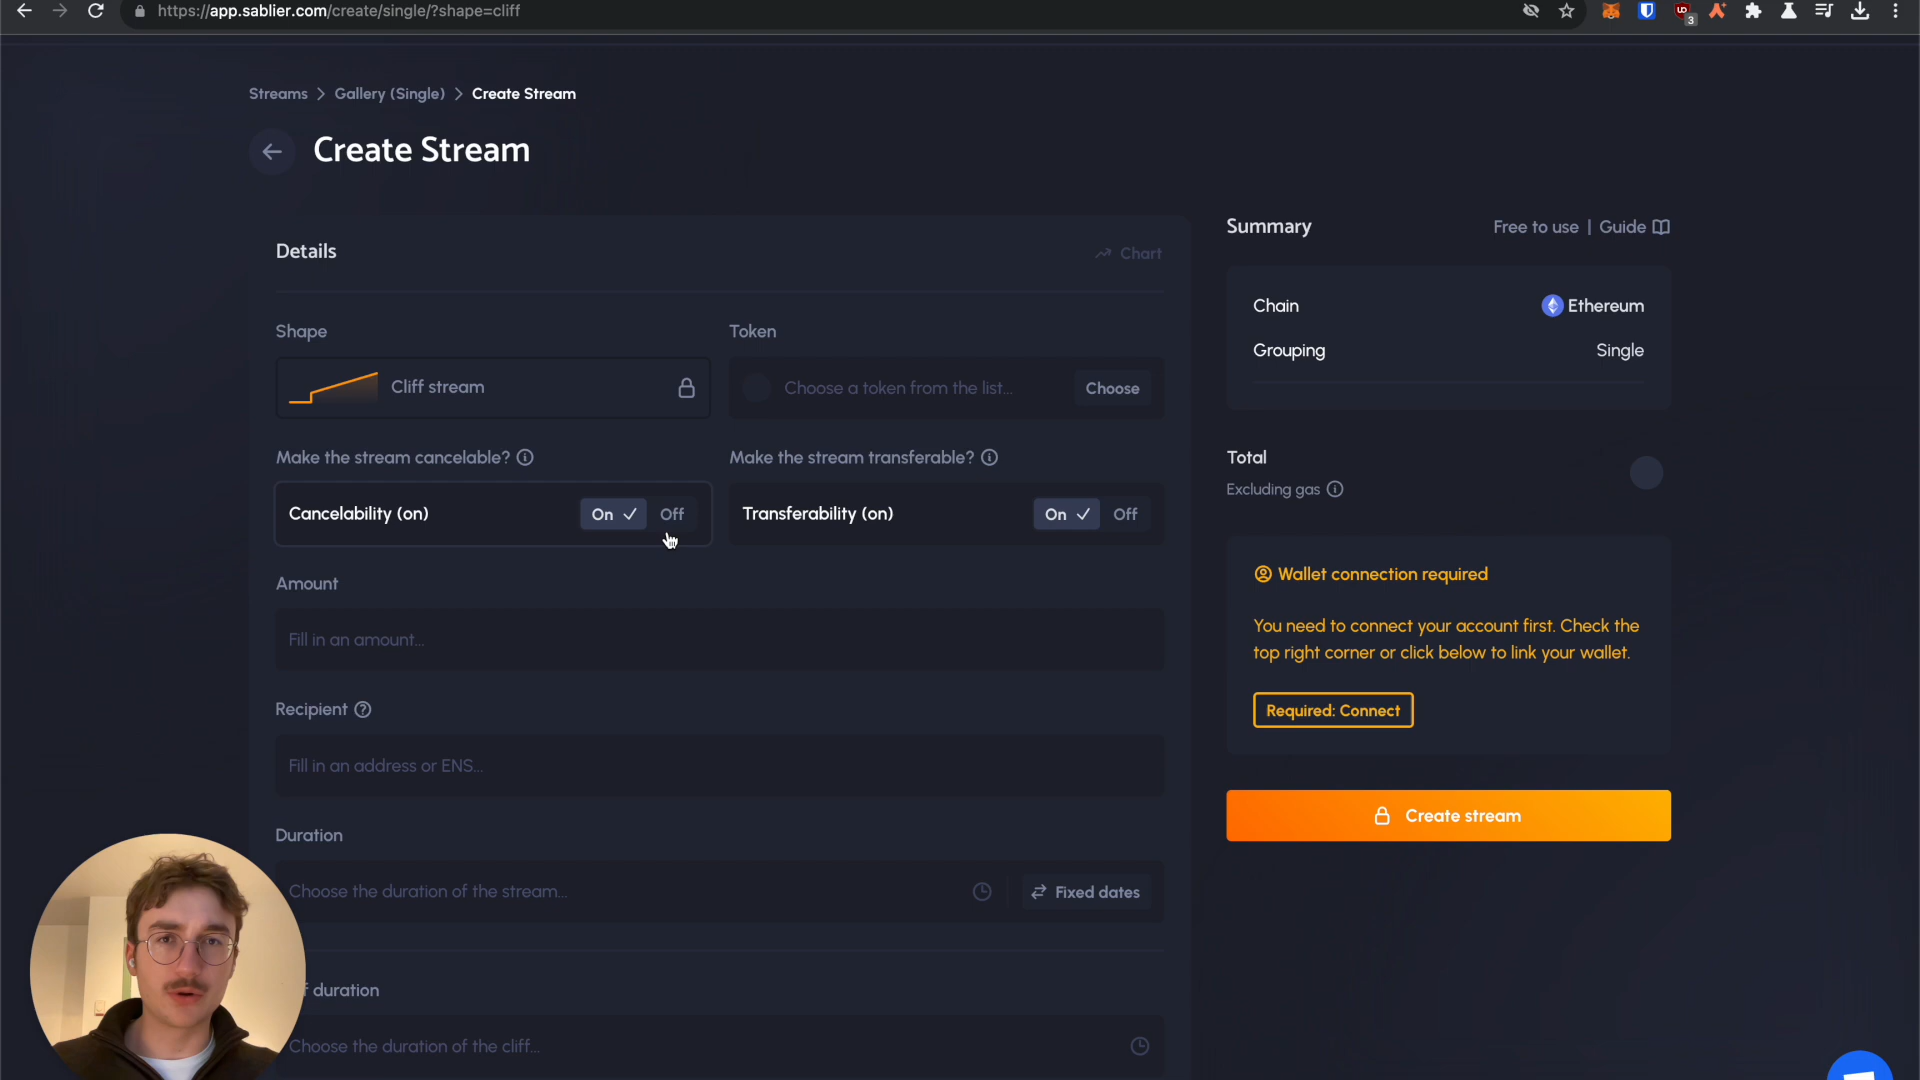 https://app.sablier.com/create/single/?shape=cliff
3
Streams > Gallery (Single) > Create Stream
Create Stream
Details
Chart
Shape
Token
Cliff stream
Choose a token from the list...
Choose
Make the stream cancelable?
Make the stream transferable?
Cancelability (on)
On
Off
Transferability (on)
On
Off
Amount
Fill in an amount...
Recipient
Fill in an address or ENS...
Duration
Choose the duration of the stream...
Fixed dates
duration
Choose the duration of the cliff...
Summary
Free to use | Guide
Chain
Ethereum
Grouping
Single
Total
Excluding gas
Wallet connection required
You need to connect your account first. Check the
top right corner or click below to link your wallet.
Required: Connect
Create stream